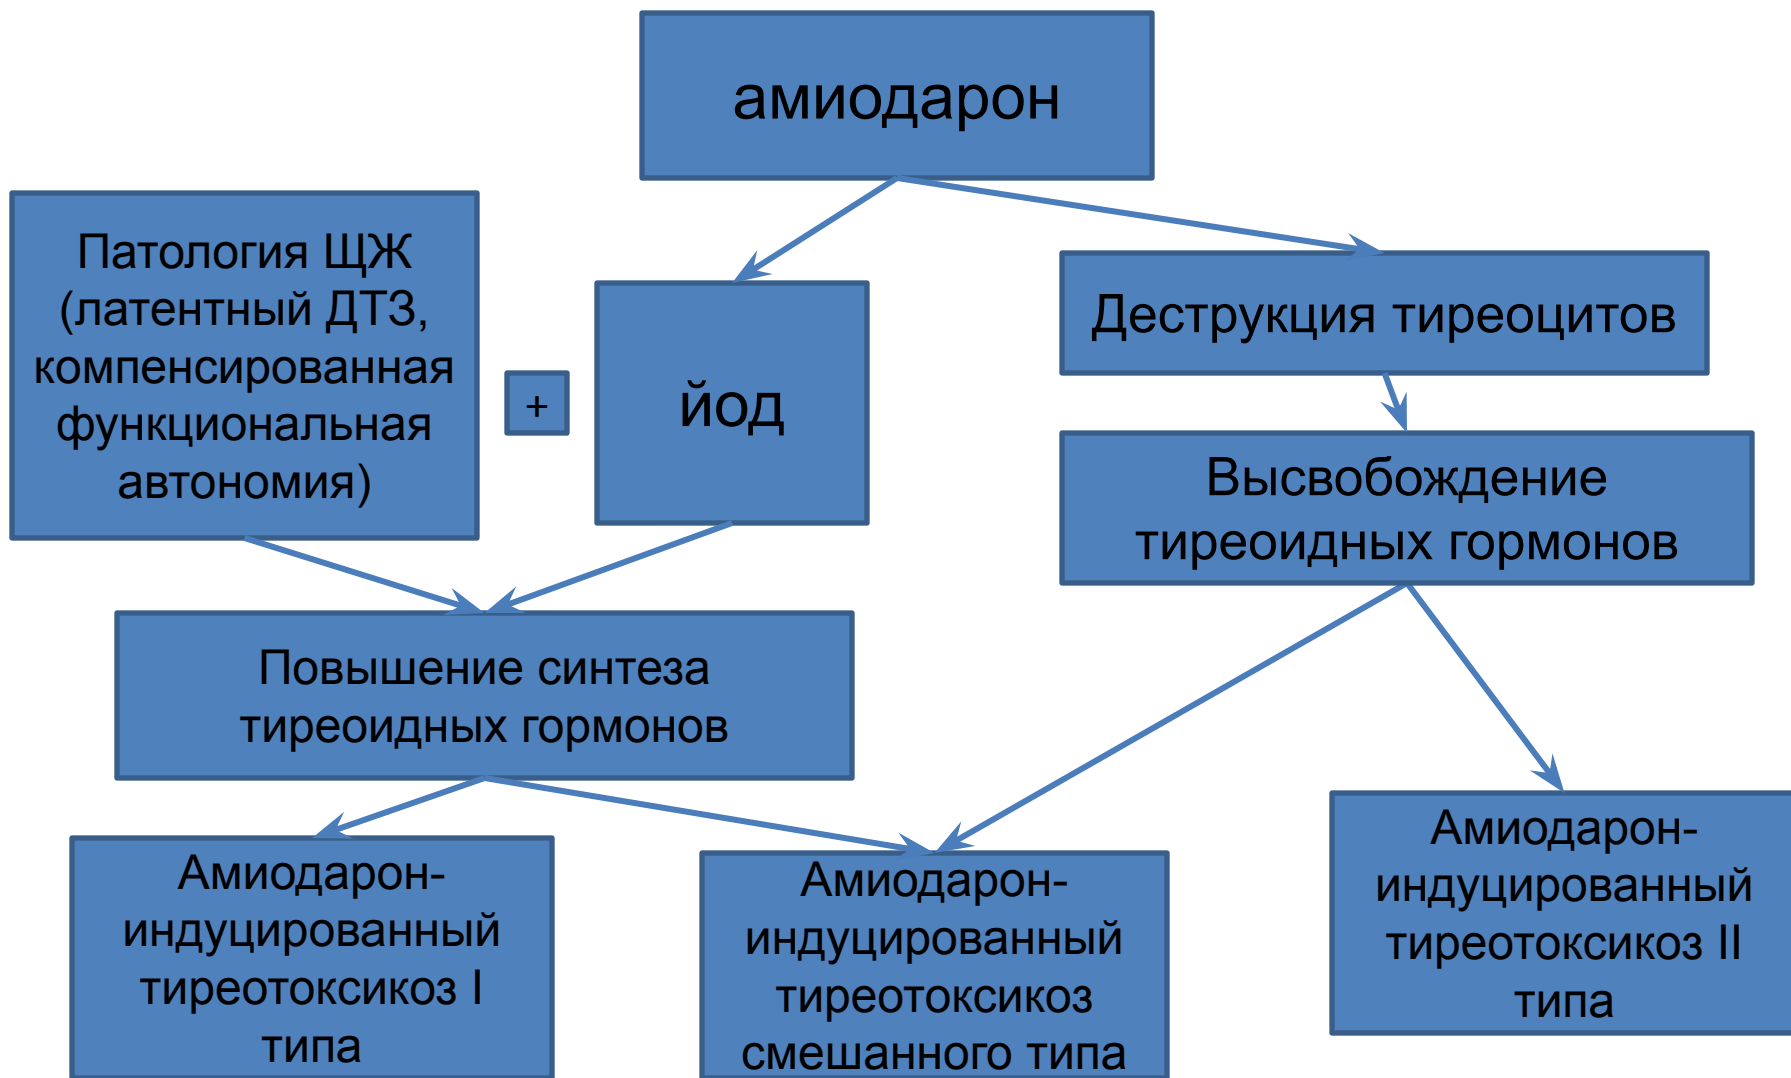 амиодарон
Патология ЩЖ
(латентный ДТЗ,
компенсированная
функциональная
автономия)
+
йод
Деструкция тиреоцитов
Высвобождение
тиреоидных гормонов
Повышение синтеза
тиреоидных гормонов
Амиодарон-
индуцированный
тиреотоксикоз I
типа
Амиодарон-
индуцированный
тиреотоксикоз
смешанного типа
Амиодарон-
индуцированный
тиреотоксикоз II
типа